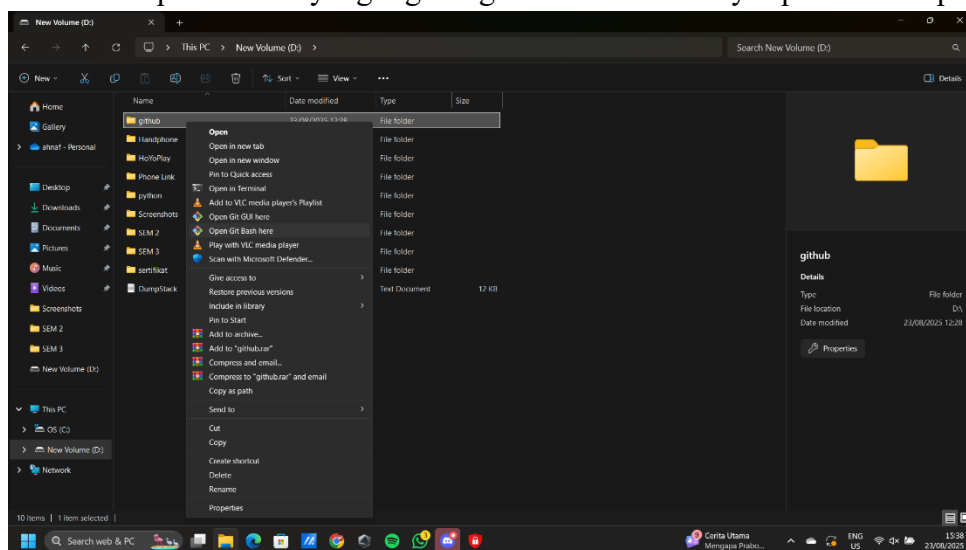 New Volume (D:)
This PC > New Volume (D:) >
Search New Volume (D:)
New
Sort
View
Details
Home
Gallery
ahnaf - Personal
Desktop
Downloads
Documents
Pictures
Music
Videos
Screenshots
SEM 2
SEM 3
New Volume (D:)
This PC
OS (C:)
New Volume (D:)
Network
Name Date modified Type Size
github 23/08/2025 12:28 File folder
Handphone File folder
HoYoPlay File folder
Phone Link File folder
python File folder
Screenshots File folder
SEM 2 File folder
SEM 3 File folder
sertifikat File folder
DumpStack Text Document 12 KB
Open
Open in new tab
Open in new window
Pin to Quick access
Open in Terminal
Add to VLC media player's Playlist
Open Git GUI here
Open Git Bash here
Play with VLC media player
Scan with Microsoft Defender...
Give access to
Restore previous versions
Include in library
Pin to Start
Add to archive...
Add to "github.rar"
Compress and email...
Compress to "github.rar" and email
Copy as path
Send to
Cut
Copy
Create shortcut
Delete
Rename
Properties
github
Details
Type File folder
File location D:\
Date modified 23/08/2025 12:28
Properties
10 items | 1 item selected |
Search web & PC
Cerita Utama
Mengapa Prabo...
ENG
US
15:38
23/08/2025